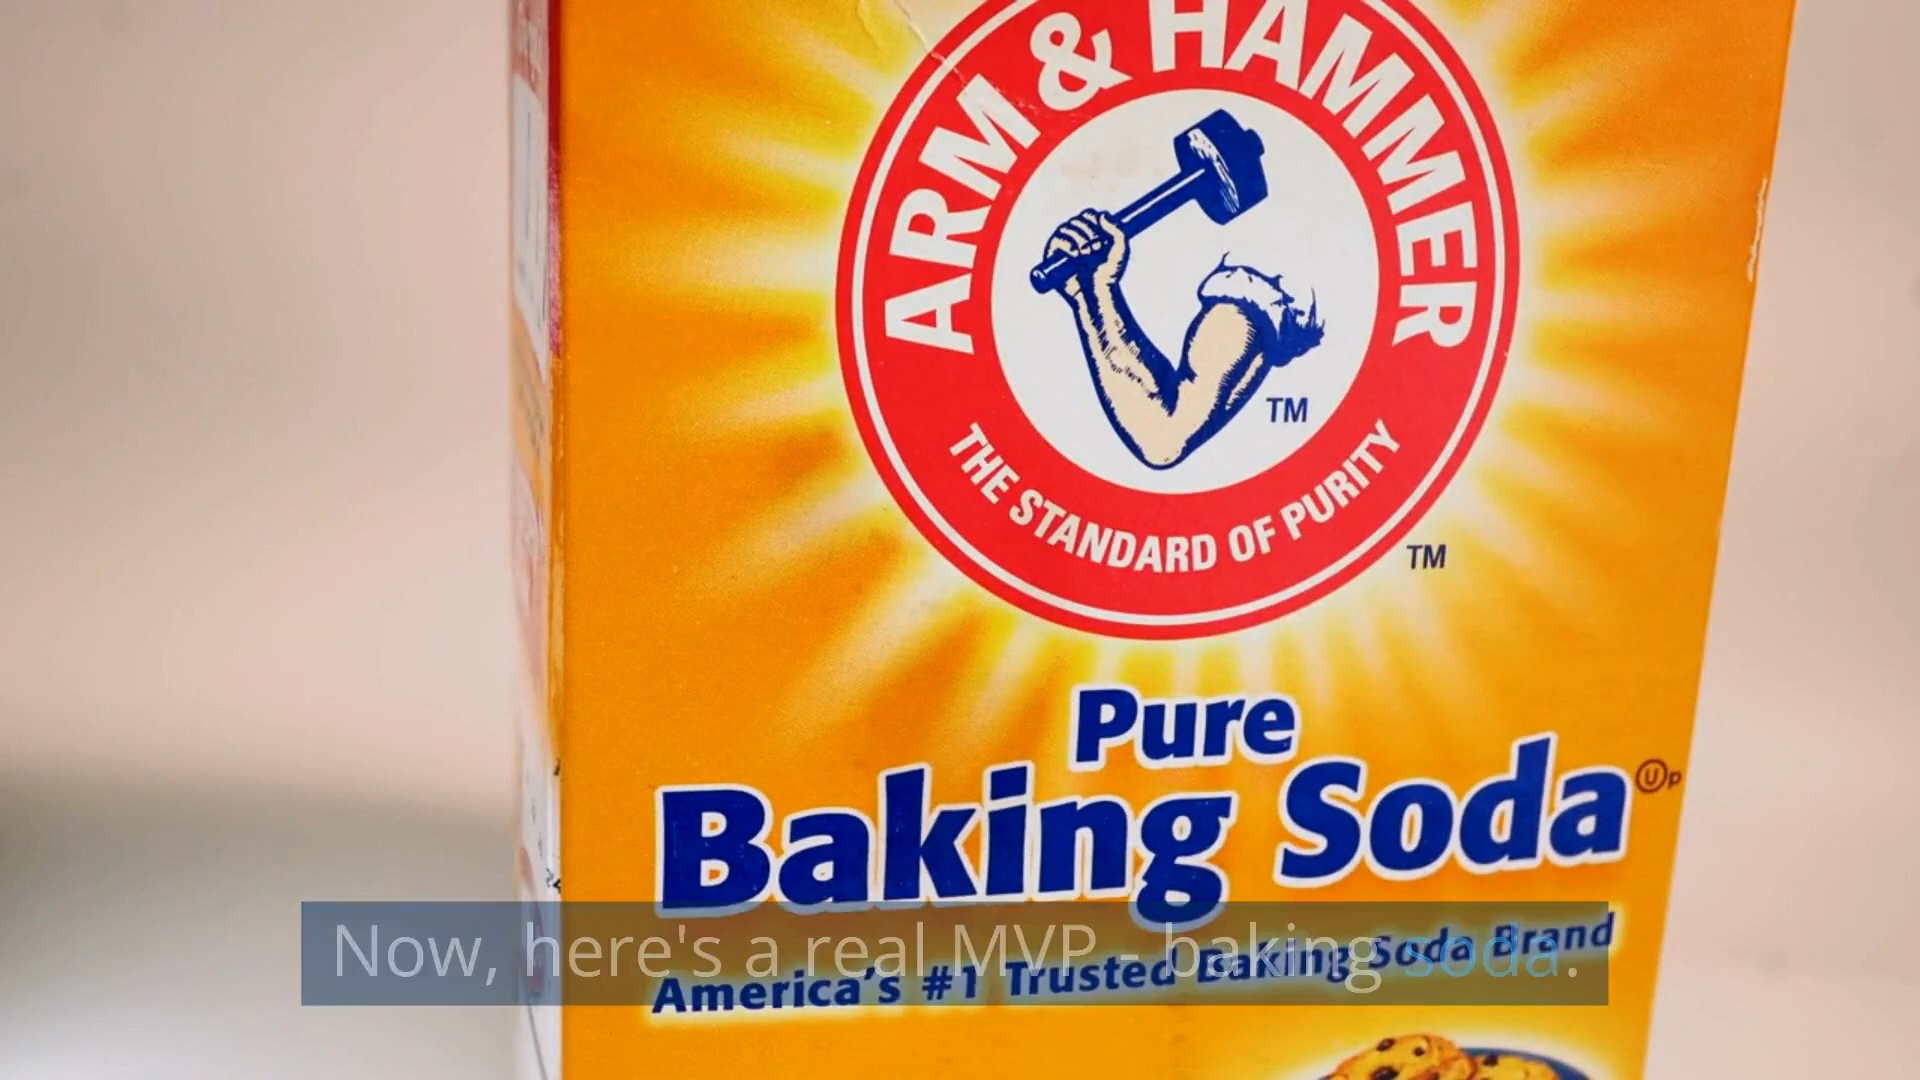 ARM & HAMMER
TM
THE STANDARD OF PURITY
TM
Pure
Baking Soda
U P
America's #1 Trusted Baking Soda Brand
Now, here's a real MVP - baking soda.